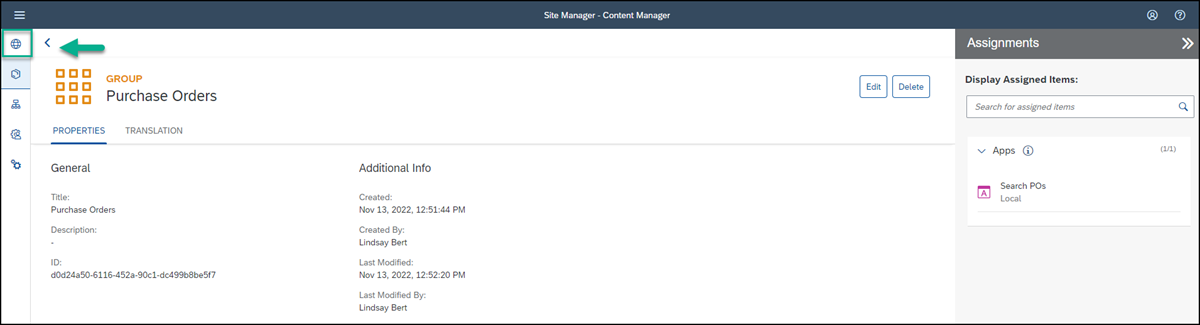 Site Manager - Content Manager
GROUP
Purchase Orders
Edit
Delete
PROPERTIES
TRANSLATION
General
Title:
Purchase Orders
Description:
-
ID:
d0d24a50-6116-452a-90c1-dc499b8be5f7
Additional Info
Created:
Nov 13, 2022, 12:51:44 PM
Created By:
Lindsay Bert
Last Modified:
Nov 13, 2022, 12:52:20 PM
Last Modified By:
Lindsay Bert
Assignments
Display Assigned Items:
Search for assigned items
Apps
(1/1)
A
Search POs
Local